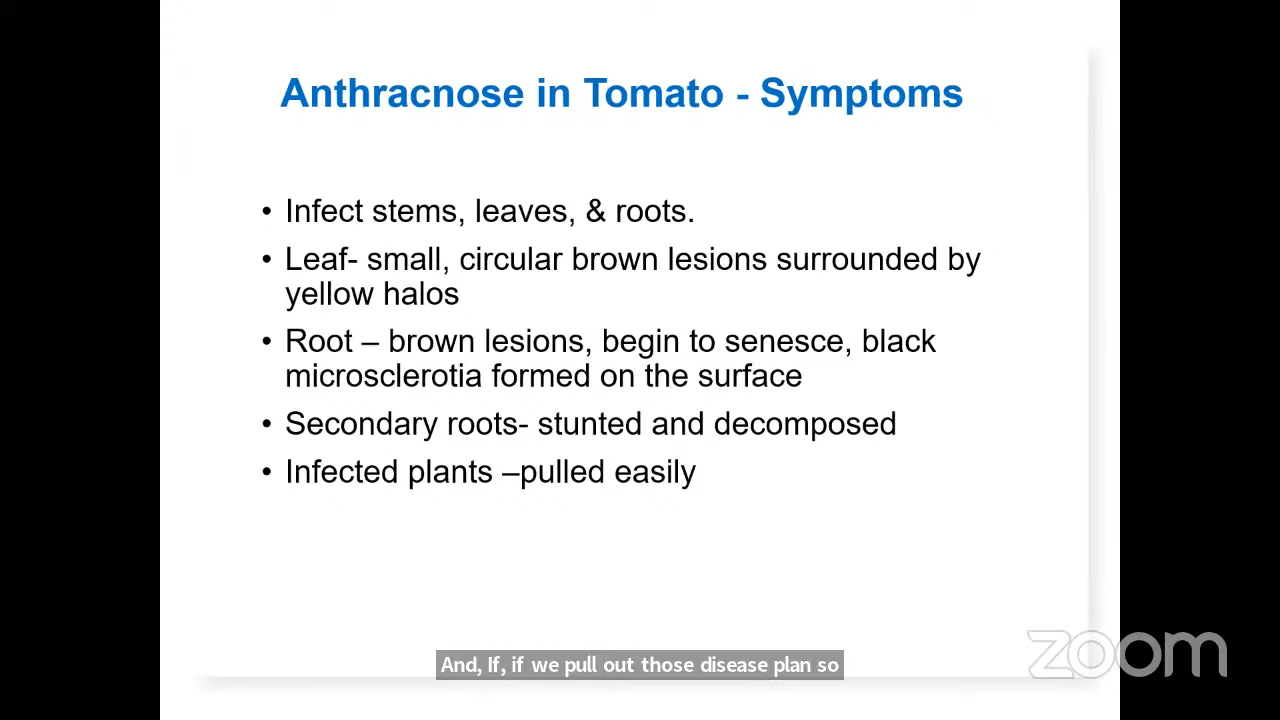 Anthracnose in Tomato - Symptoms
• Infect stems, leaves, & roots.
• Leaf- small, circular brown lesions surrounded by
yellow halos
• Root – brown lesions, begin to senesce, black
microsclerotia formed on the surface
• Secondary roots- stunted and decomposed
• Infected plants –pulled easily
And, If, if we pull out those disease plan so
zoom